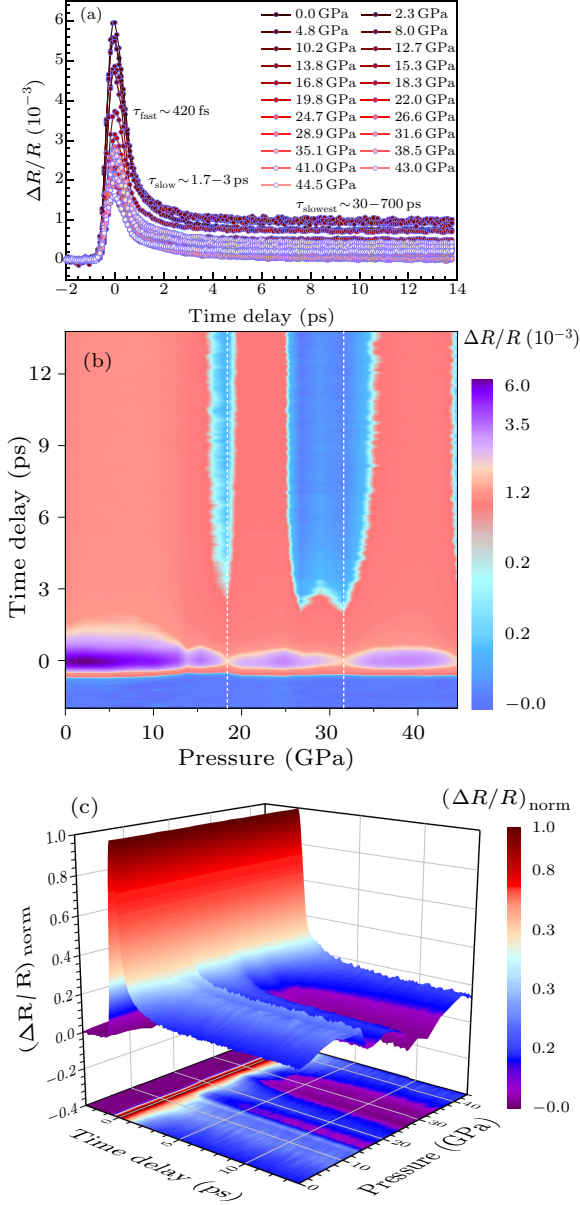 (a)
0.0 GPa 2.3 GPa
4.8 GPa 8.0 GPa
10.2 GPa 12.7 GPa
13.8 GPa 15.3 GPa
16.8 GPa 18.3 GPa
19.8 GPa 22.0 GPa
24.7 GPa 26.6 GPa
28.9 GPa 31.6 GPa
35.1 GPa 38.5 GPa
41.0 GPa 43.0 GPa
44.5 GPa
τfast~420 fs
τslow~1.7−3 ps
τslowest~30−700 ps
ΔR/R (10⁻³)
6
5
4
3
2
1
0
−2 0 2 4 6 8 10 12 14
Time delay (ps)
(b)
ΔR/R (10⁻³)
Time delay (ps)
12
9
6
3
0
0 10 20 30 40
Pressure (GPa)
6.0
3.5
1.2
0.2
0.2
−0.0
(c)
(ΔR/R)norm
(ΔR/R)norm
1.0
0.8
0.6
0.4
0.2
0.0
−0.2
−0.4
0 5 10
Time delay (ps)
0 10 20 30 40
Pressure (GPa)
1.0
0.8
0.3
0.3
0.2
−0.0